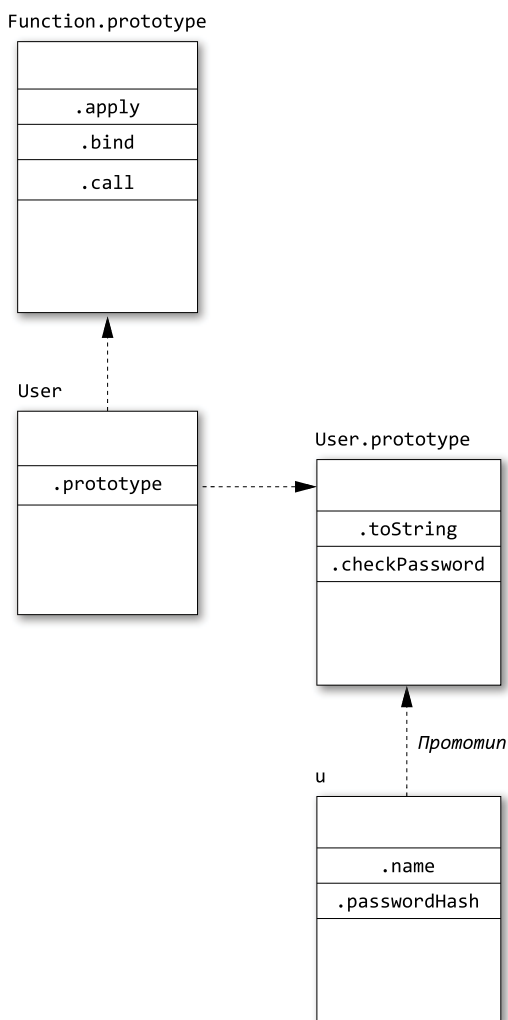 Function.prototype
.apply
.bind
.call
User
.prototype
User.prototype
.toString
.checkPassword
Прототип
u
.name
.passwordHash